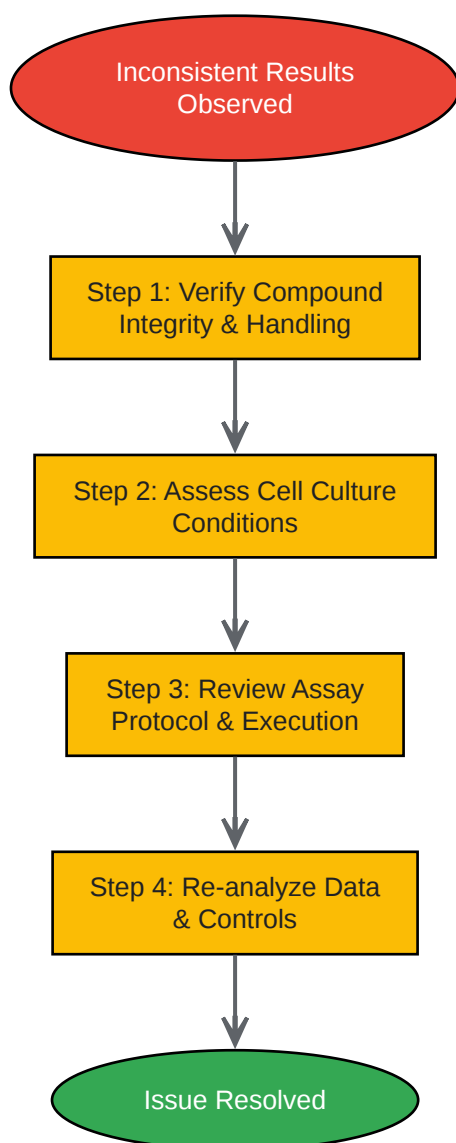 Inconsistent Results
Observed
Step 1: Verify Compound
Integrity & Handling
Step 2: Assess Cell Culture
Conditions
Step 3: Review Assay
Protocol & Execution
Step 4: Re-analyze Data
& Controls
Issue Resolved